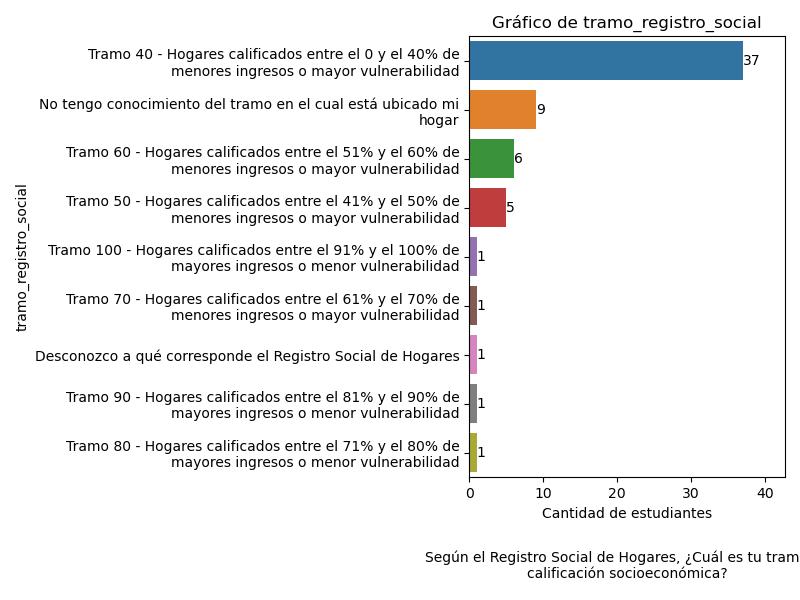 Gráfico de tramo_registro_social
Tramo 40 - Hogares calificados entre el 0 y el 40% de
menores ingresos o mayor vulnerabilidad
37
No tengo conocimiento del tramo en el cual está ubicado mi
hogar
9
Tramo 60 - Hogares calificados entre el 51% y el 60% de
menores ingresos o mayor vulnerabilidad
6
Tramo 50 - Hogares calificados entre el 41% y el 50% de
menores ingresos o mayor vulnerabilidad
5
Tramo 100 - Hogares calificados entre el 91% y el 100% de
mayores ingresos o menor vulnerabilidad
1
Tramo 70 - Hogares calificados entre el 61% y el 70% de
menores ingresos o mayor vulnerabilidad
1
Desconozco a qué corresponde el Registro Social de Hogares
1
Tramo 90 - Hogares calificados entre el 81% y el 90% de
mayores ingresos o menor vulnerabilidad
1
Tramo 80 - Hogares calificados entre el 71% y el 80% de
mayores ingresos o menor vulnerabilidad
1
tramo_registro_social
0 10 20 30 40
Cantidad de estudiantes
Según el Registro Social de Hogares, ¿Cuál es tu tram
calificación socioeconómica?